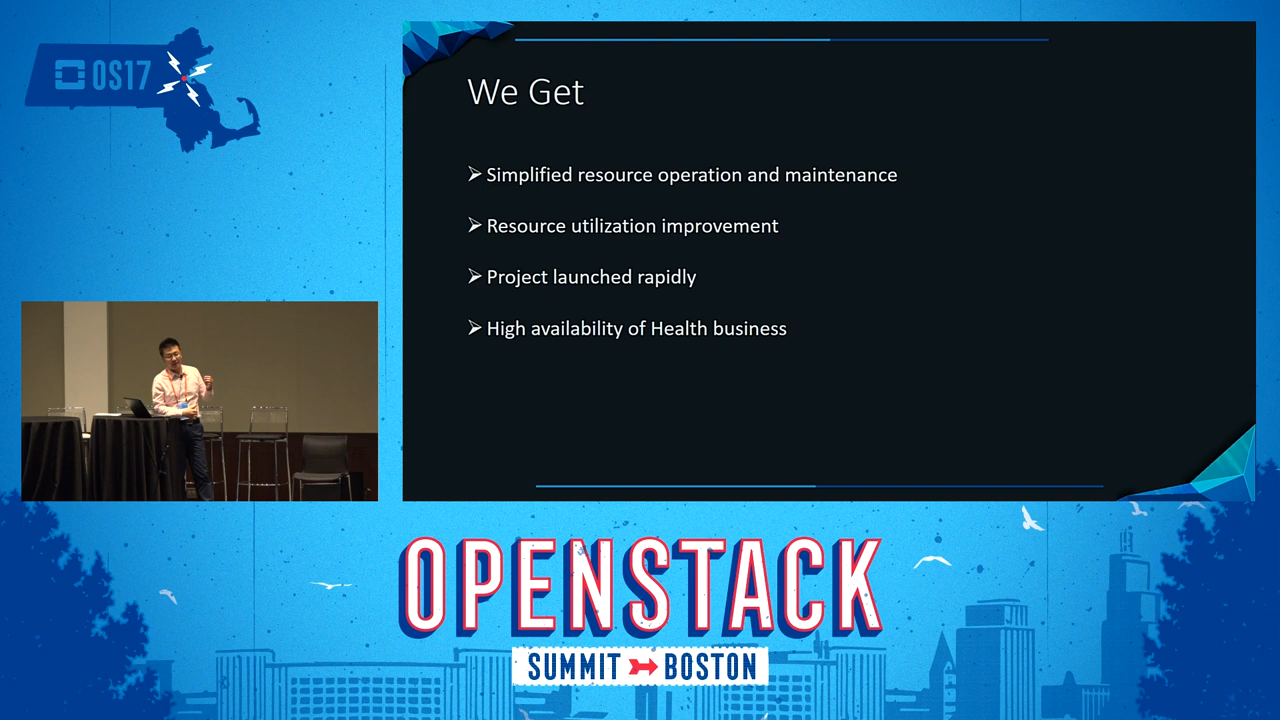 OS17
We Get
➢ Simplified resource operation and maintenance
➢ Resource utilization improvement
➢ Project launched rapidly
➢ High availability of Health business
OPENSTACK
SUMMIT BOSTON